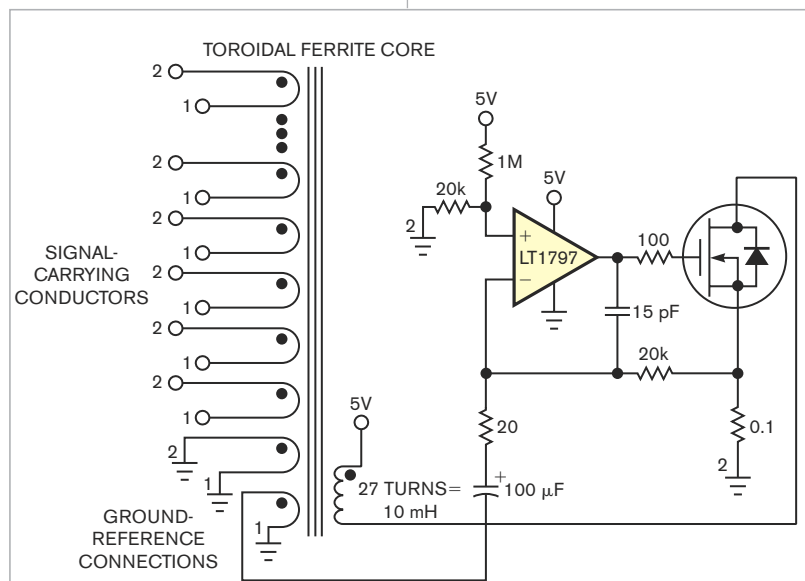 TOROIDAL FERRITE CORE
2
1
2
1
2
1
2
1
2
1
2
1
2
1
1
SIGNAL-
CARRYING
CONDUCTORS
GROUND-
REFERENCE
CONNECTIONS
5V
27 TURNS=
10 mH
5V
1M
20k
2
5V
+
LT1797
−
100
15 pF
20k
20
+
100 μF
0.1
2